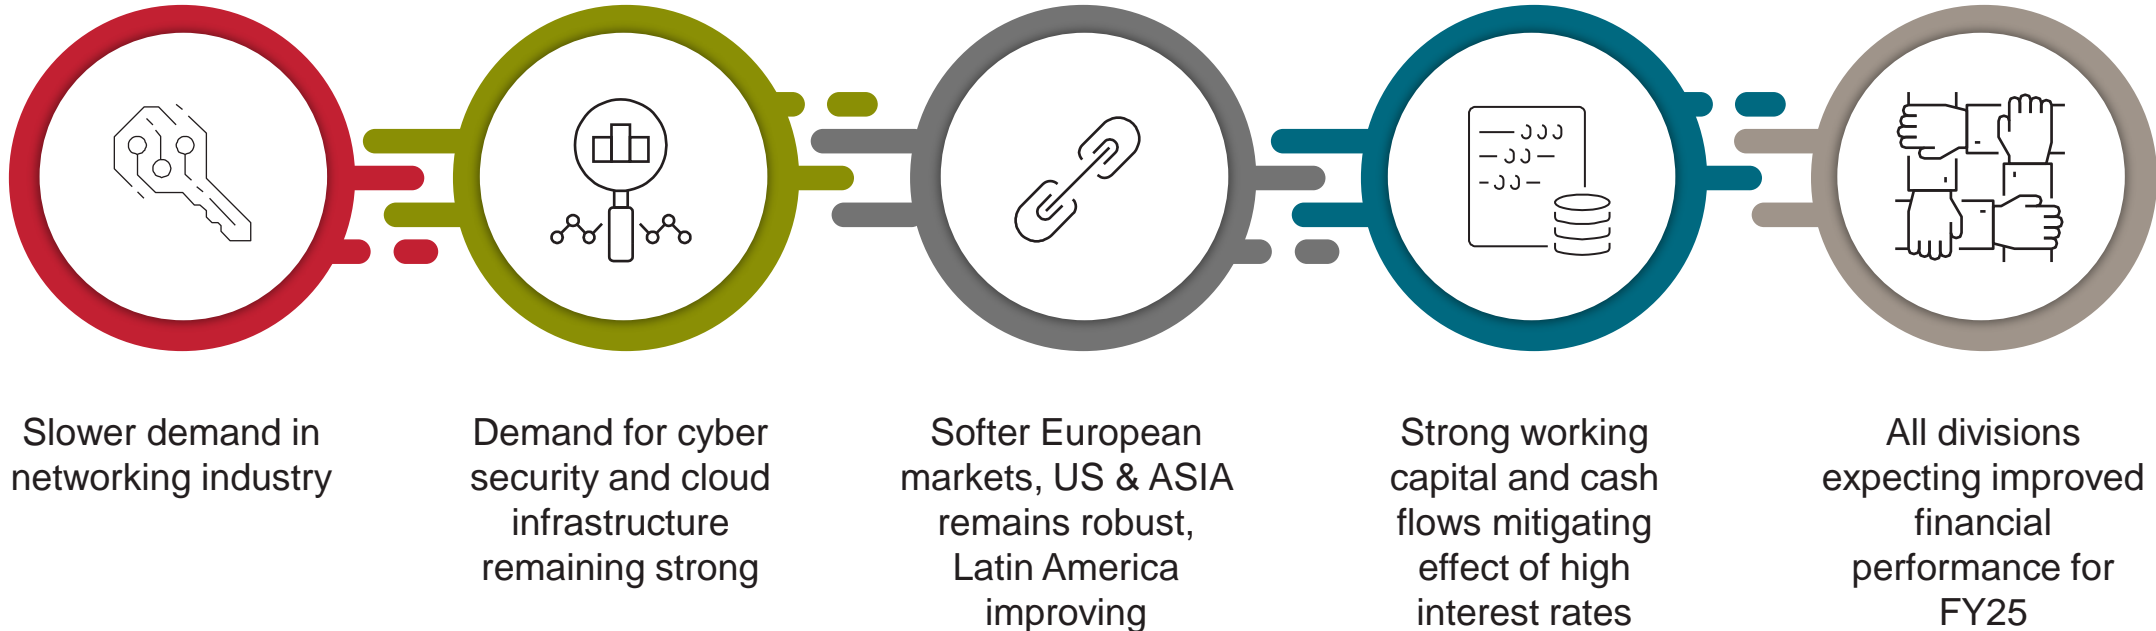 Slower demand in
networking industry
Demand for cyber
security and cloud
infrastructure
remaining strong
Softer European
markets, US & ASIA
remains robust,
Latin America
improving
Strong working
capital and cash
flows mitigating
effect of high
interest rates
All divisions
expecting improved
financial
performance for
FY25